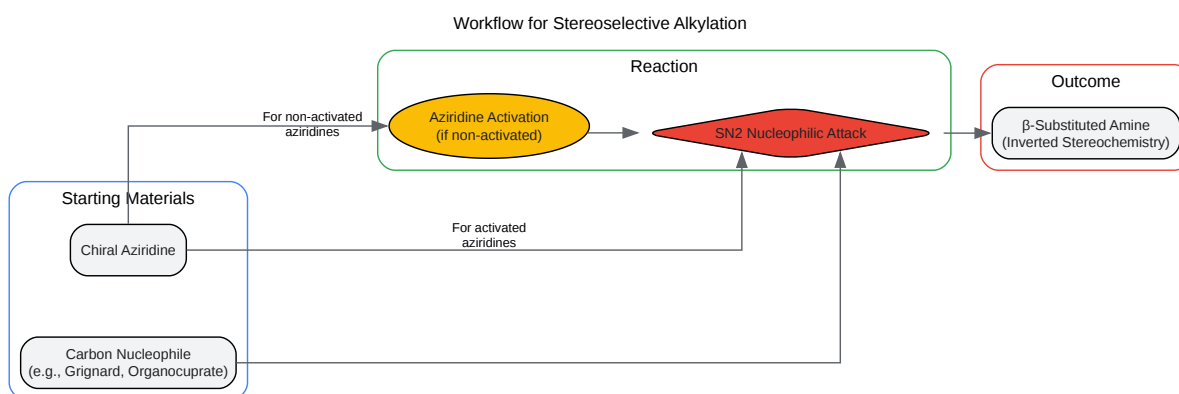 Workflow for Stereoselective Alkylation
Reaction
Outcome
For non-activated
aziridines
Aziridine Activation
(if non-activated)
SN2 Nucleophilic Attack
β-Substituted Amine
(Inverted Stereochemistry)
Starting Materials
Chiral Aziridine
For activated
aziridines
Carbon Nucleophile
(e.g., Grignard, Organocuprate)